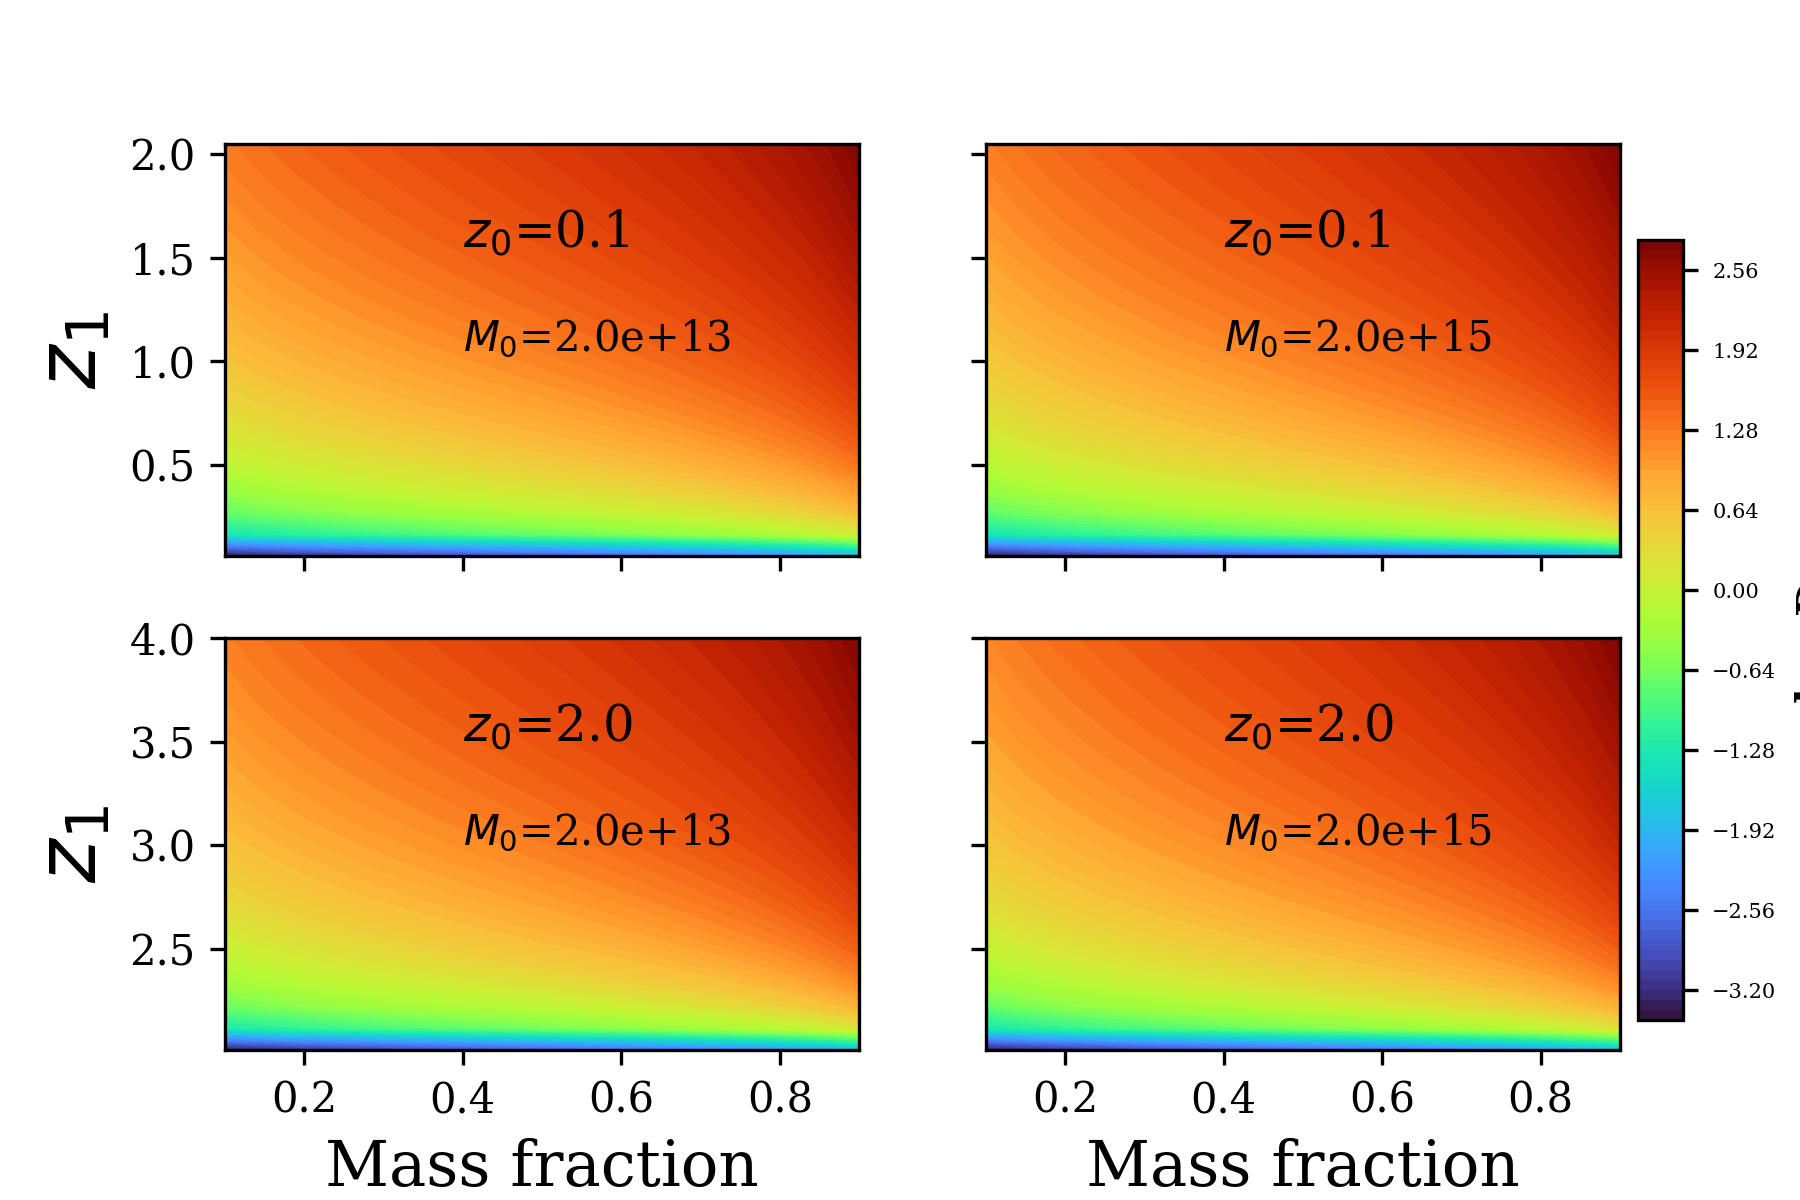 2.0
1.5
1.0
0.5
z₁
z₀=0.1
M₀=2.0e+13
z₀=0.1
M₀=2.0e+15
4.0
3.5
3.0
2.5
z₁
z₀=2.0
M₀=2.0e+13
z₀=2.0
M₀=2.0e+15
0.2 0.4 0.6 0.8
0.2 0.4 0.6 0.8
Mass fraction
Mass fraction
2.56
1.92
1.28
0.64
0.00
−0.64
−1.28
−1.92
−2.56
−3.20